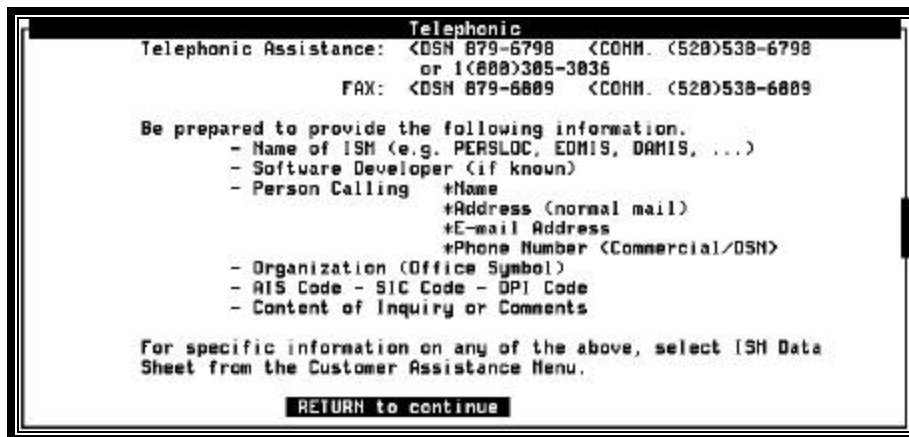 Telephonic
Telephonic Assistance: <DSN 879-6798 <COMM. (520)538-6798
or 1(800)305-3036
FAX: <DSN 879-6809 <COMM. (520)538-6809
Be prepared to provide the following information.
- Name of ISM (e.g. PERSLOC, EDMIS, DAMIS, ...)
- Software Developer (if known)
- Person Calling *Name
*Address (normal mail)
*E-mail Address
*Phone Number <Commercial/DSN>
- Organization (Office Symbol)
- AIS Code - SIC Code - DPI Code
- Content of Inquiry or Comments
For specific information on any of the above, select ISM Data
Sheet from the Customer Assistance Menu.
RETURN to continue